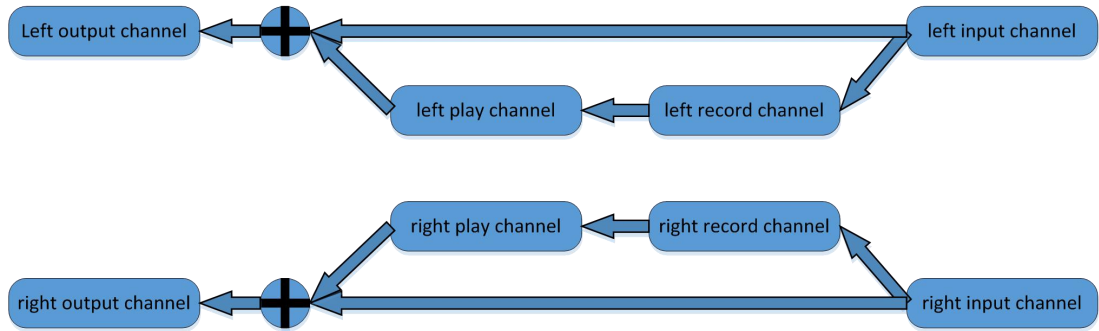 Left output channel
left input channel
left play channel
left record channel
right play channel
right record channel
right output channel
right input channel